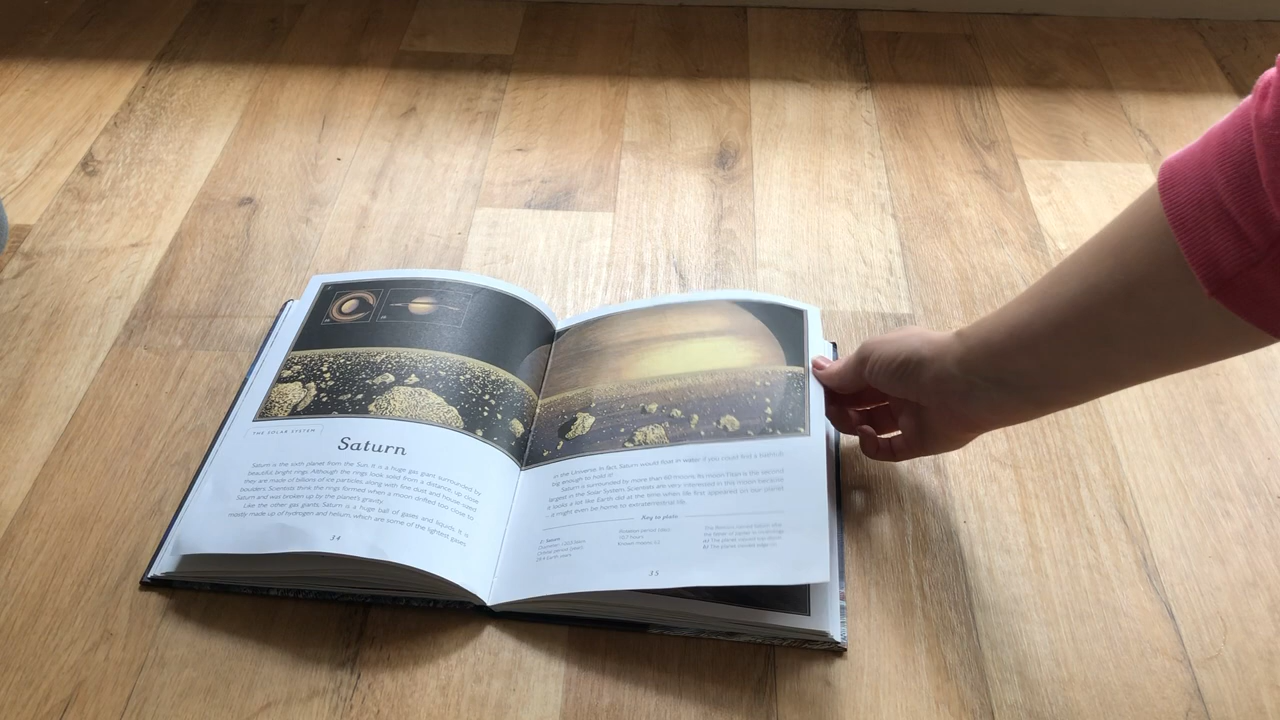 THE SOLAR SYSTEM
Saturn
Saturn is the sixth planet from the Sun. It is a huge gas giant surrounded by
beautiful, bright rings. Although the rings look solid from a distance, up close
they are made of billions of ice particles, along with fine dust and house-sized
boulders. Scientists think the rings formed when a moon drifted too close to
Saturn and was broken up by the planet's gravity.
Like the other gas giants, Saturn is a huge ball of gases and liquids. It is
mostly made up of hydrogen and helium, which are some of the lightest gases
34
in the Universe. In fact, Saturn would float in water if you could find a bathtub
big enough to hold it!
Saturn is surrounded by more than 60 moons. Its moon Titan is the second
largest in the Solar System. Scientists are very interested in this moon because
it looks a lot like Earth did at the time when life first appeared on our planet
it might even be home to extraterrestrial life.
Key to plate
1: Saturn
Rotation period (day):
10.7 hours
35